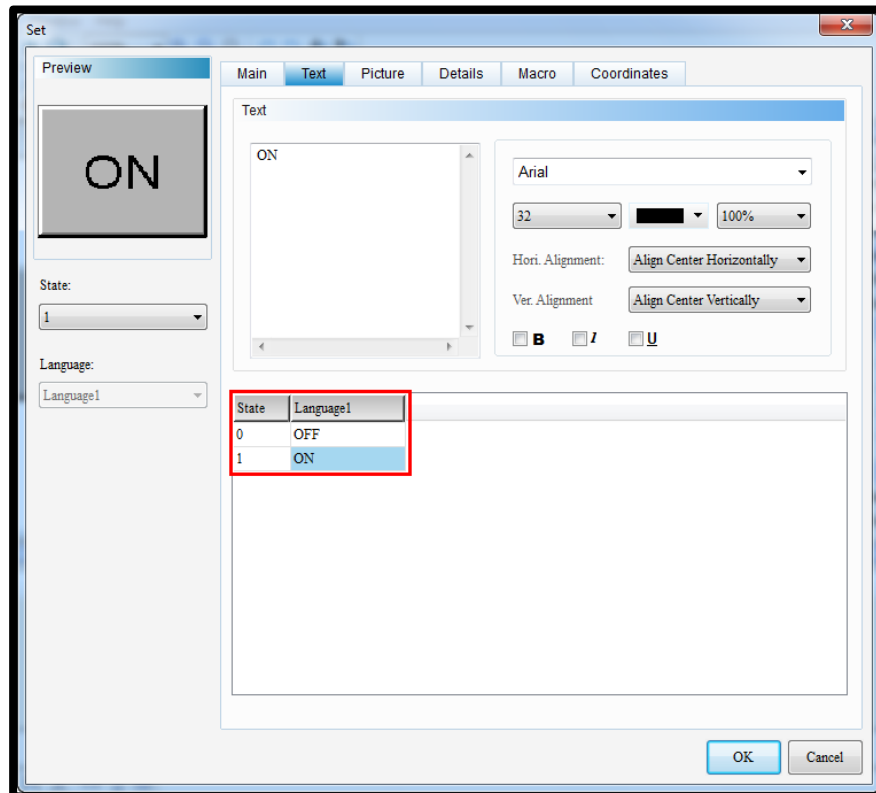 Set
X
Preview
Main Text Picture Details Macro Coordinates
Text
ON
ON
Arial
32 100%
Hori. Alignment: Align Center Horizontally
State:
Ver. Alignment Align Center Vertically
1
B I U
Language:
Language1
State Language1
0 OFF
1 ON
OK Cancel